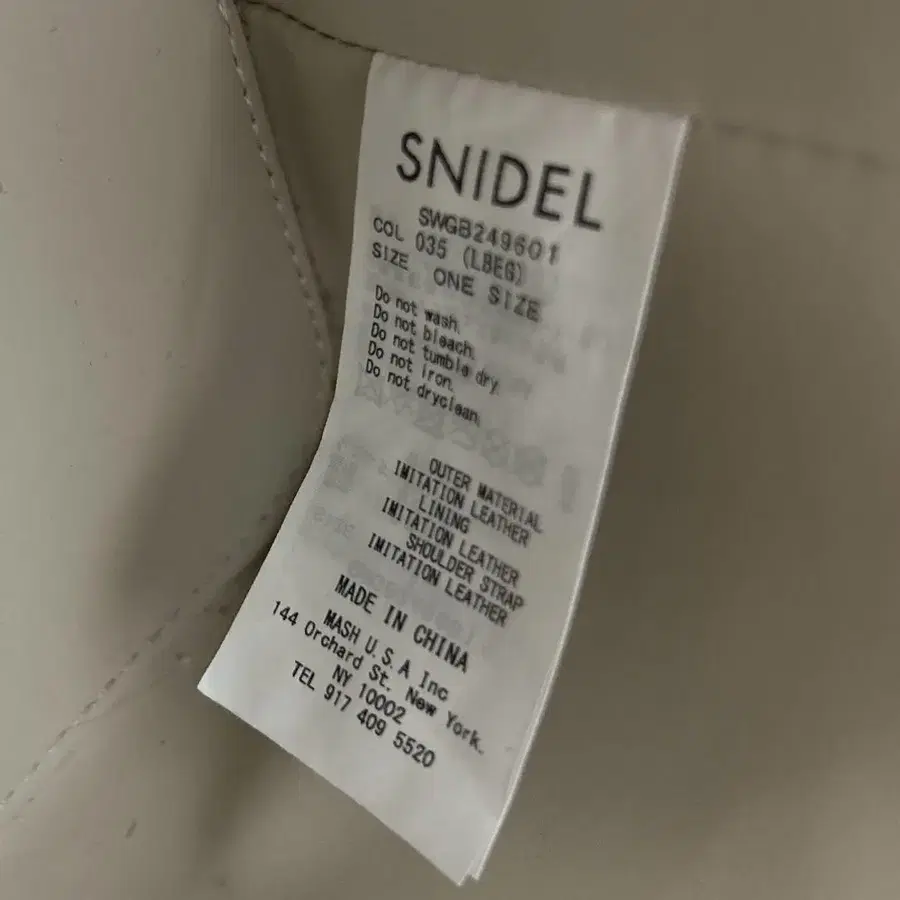 SNIDEL
SWGB249601
COL 035 (LBEG)
SIZE ONE SIZE
Do not wash.
Do not bleach.
Do not tumble dry.
Do not iron.
Do not dryclean.
OUTER MATERIAL
IMITATION LEATHER
LINING
IMITATION LEATHER
SHOULDER STRAP
IMITATION LEATHER
MADE IN CHINA
MASH U.S.A Inc
144 Orchard St. New York.
NY 10002
TEL 917 409 5520